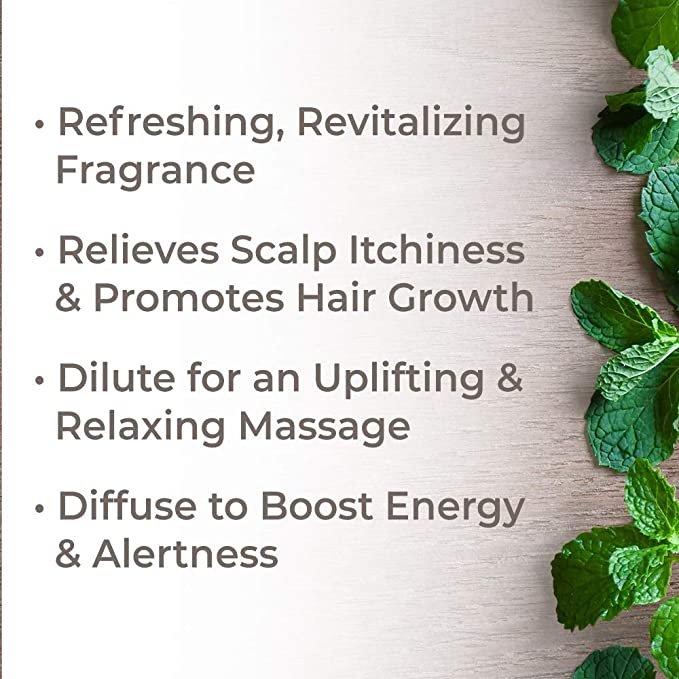 • Refreshing, Revitalizing
Fragrance
• Relieves Scalp Itchiness
& Promotes Hair Growth
• Dilute for an Uplifting &
Relaxing Massage
• Diffuse to Boost Energy
& Alertness